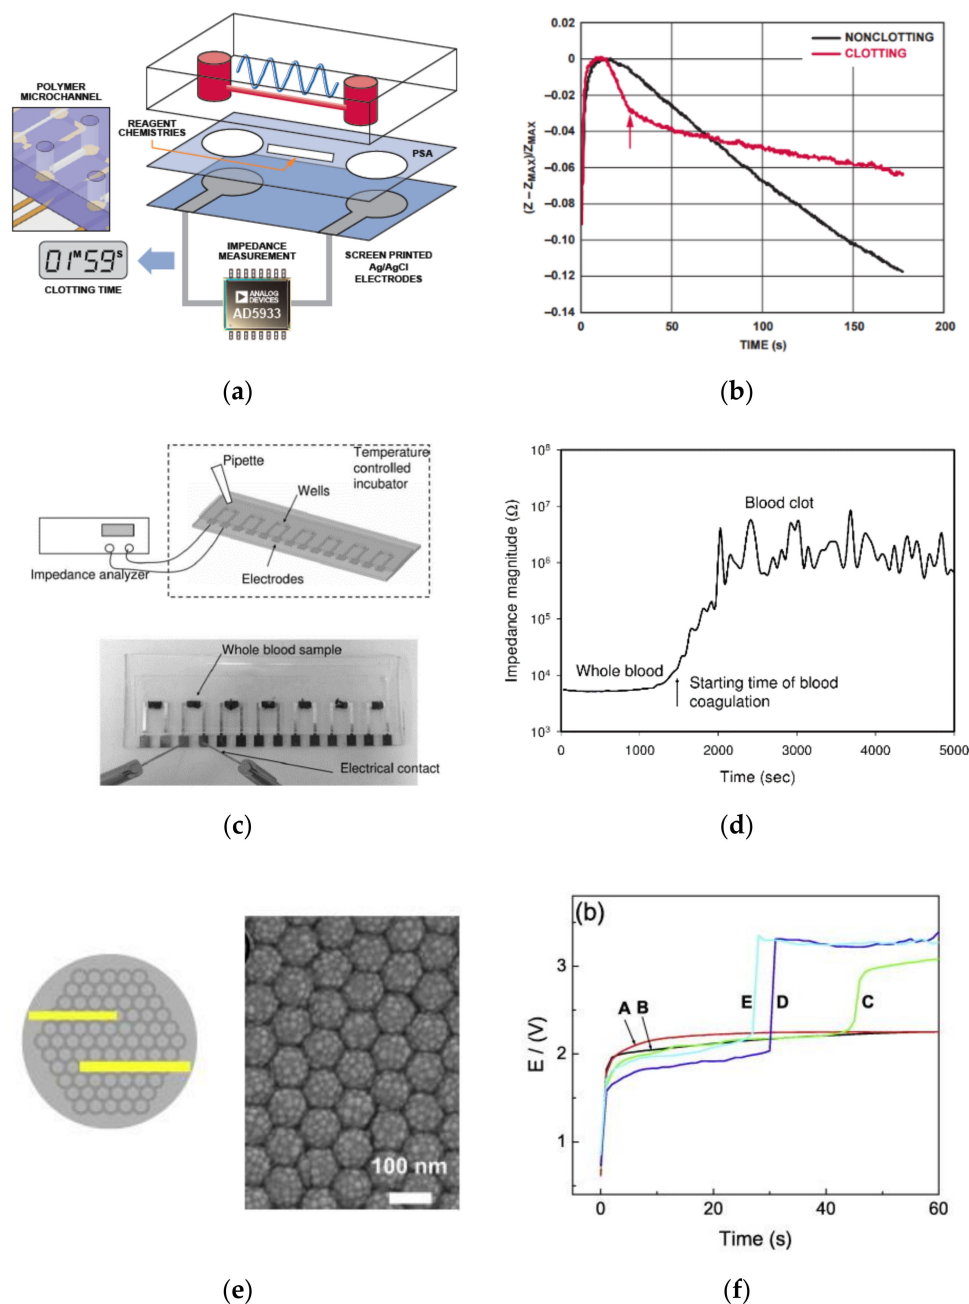 POLYMER
MICROCHANNEL
REAGENT
CHEMISTRIES
PSA
01M 59S
CLOTTING TIME
IMPEDANCE
MEASUREMENT
SCREEN PRINTED
Ag/AgCl
ELECTRODES
ANALOG
DEVICES
AD5933
(a)
NONCLOTTING
CLOTTING
(Z – ZMAX)/ZMAX
0.02
0
–0.02
–0.04
–0.06
–0.08
–0.10
–0.12
–0.14
0 50 100 150 200
TIME (s)
(b)
Pipette
Temperature
controlled
incubator
Wells
Impedance analyzer
Electrodes
Whole blood sample
Electrical contact
(c)
Impedance magnitude (Ω)
10⁸
10⁷
10⁶
10⁵
10⁴
10³
Blood clot
Whole blood
Starting time of blood
coagulation
0 1000 2000 3000 4000 5000
Time (sec)
(d)
100 nm
(e)
(b)
E / (V)
3
2
1
A B E D C
0 20 40 60
Time (s)
(f)